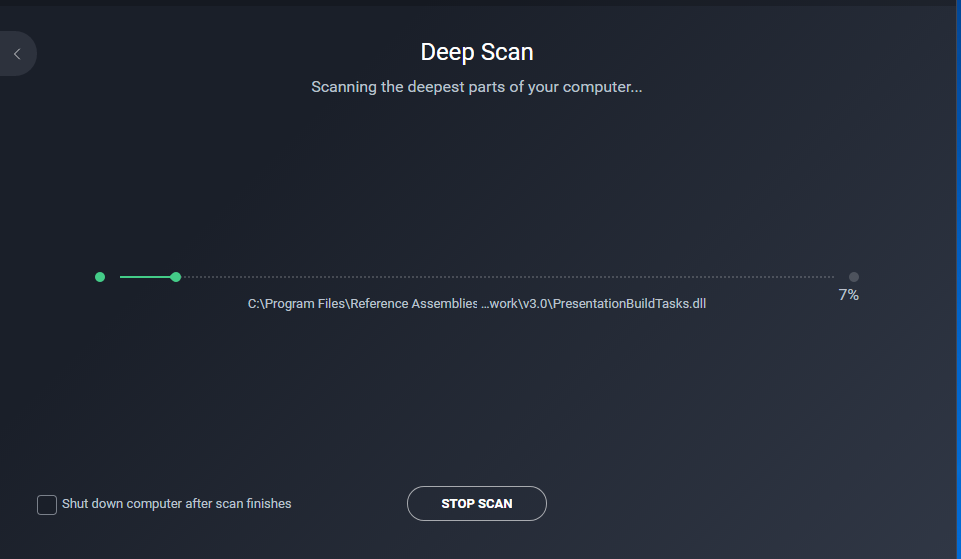 Deep Scan
Scanning the deepest parts of your computer...
C:\Program Files\Reference Assemblies ...work\v3.0\PresentationBuildTasks.dll
7%
Shut down computer after scan finishes
STOP SCAN